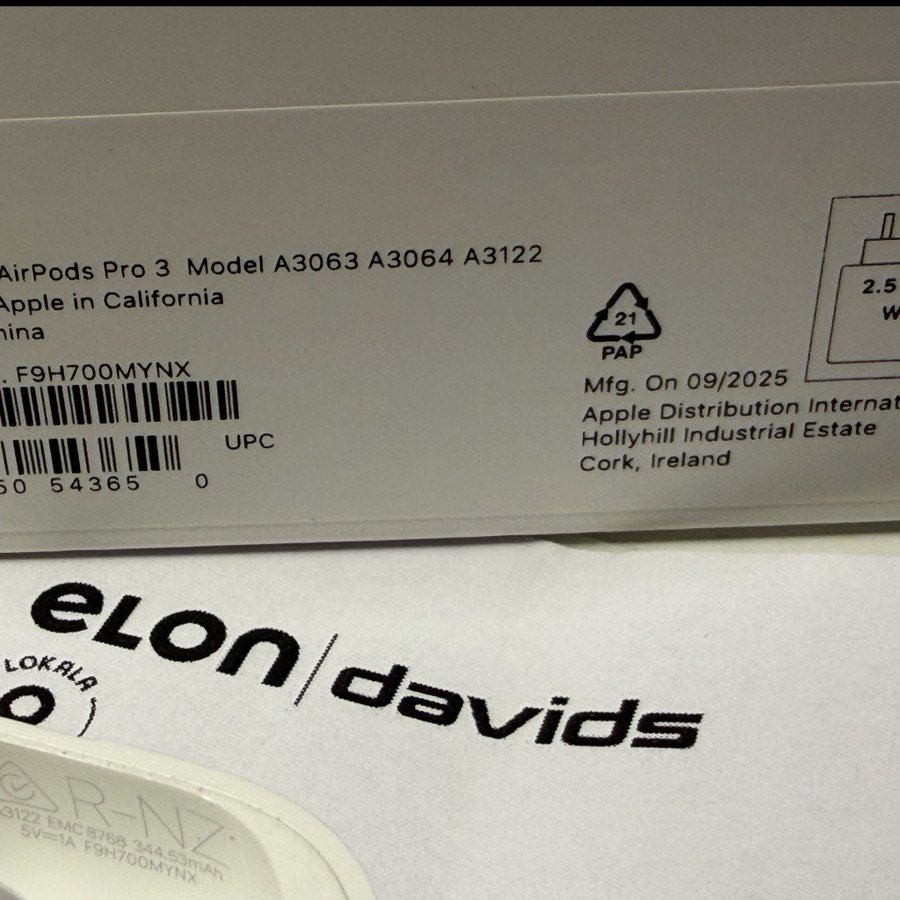 AirPods Pro 3 Model A3063 A3064 A3122
Apple in California
hina
. F9H700MYNX
UPC
50 54365 0
21
PAP
Mfg. On 09/2025
Apple Distribution Internat
Hollyhill Industrial Estate
Cork, Ireland
2.5
W
eLon|davids
LOKALA
R-NZ
A3122 EMC 8768 344.53mAh
5V⎓1A F9H700MYNX